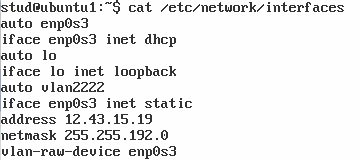 stud@ubuntu1:~$ cat /etc/network/interfaces
auto enp0s3
iface enp0s3 inet dhcp
auto lo
iface lo inet loopback
auto vlan2222
iface enp0s3 inet static
address 12.43.15.19
netmask 255.255.192.0
vlan-raw-device enp0s3